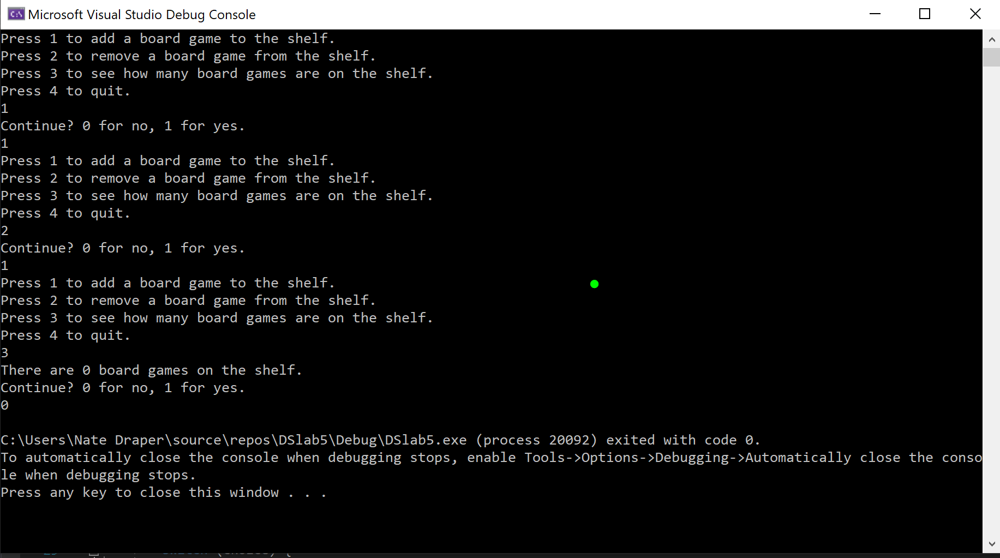 Microsoft Visual Studio Debug Console
Press 1 to add a board game to the shelf.
Press 2 to remove a board game from the shelf.
Press 3 to see how many board games are on the shelf.
Press 4 to quit.
1
Continue? 0 for no, 1 for yes.
1
Press 1 to add a board game to the shelf.
Press 2 to remove a board game from the shelf.
Press 3 to see how many board games are on the shelf.
Press 4 to quit.
2
Continue? 0 for no, 1 for yes.
1
Press 1 to add a board game to the shelf.
Press 2 to remove a board game from the shelf.
Press 3 to see how many board games are on the shelf.
Press 4 to quit.
3
There are 0 board games on the shelf.
Continue? 0 for no, 1 for yes.
0
C:\Users\Nate Draper\source\repos\DSlab5\Debug\DSlab5.exe (process 20092) exited with code 0.
To automatically close the console when debugging stops, enable Tools->Options->Debugging->Automatically close the conso
le when debugging stops.
Press any key to close this window . . .